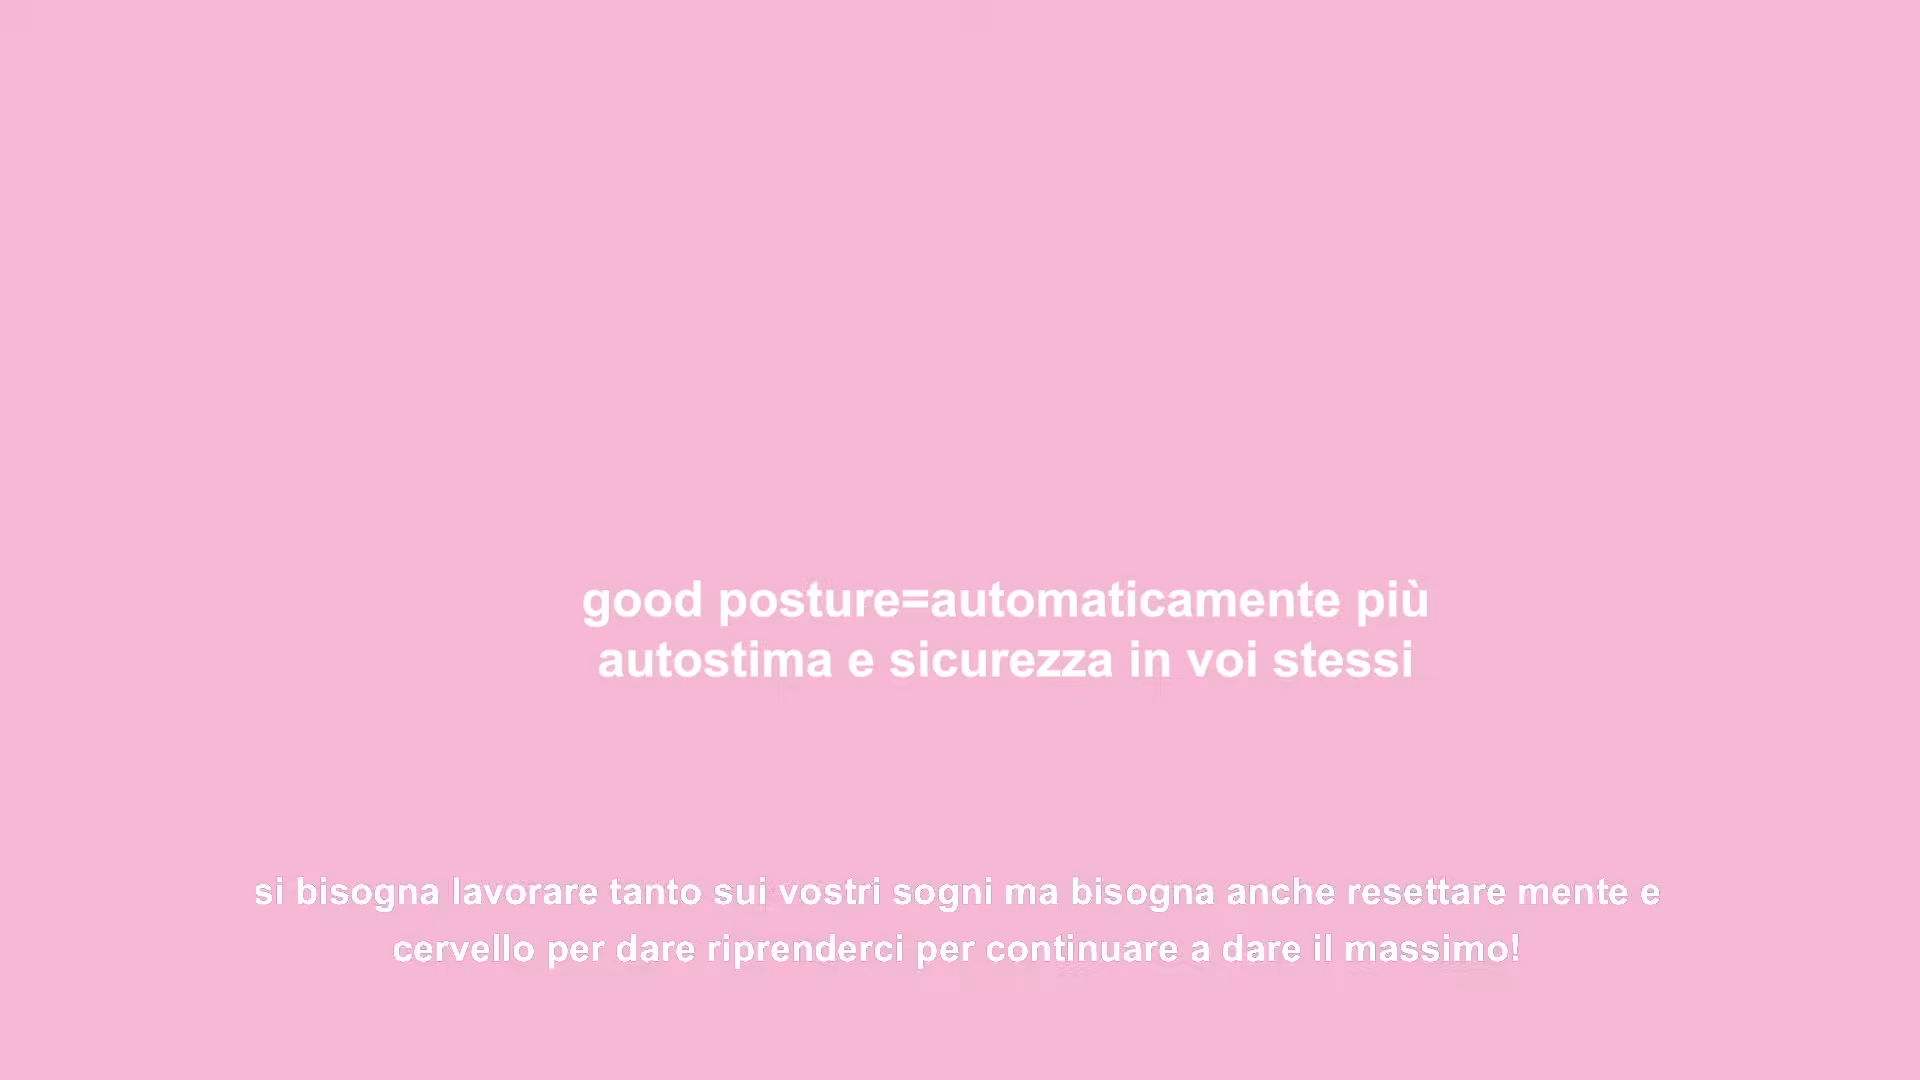 good posture=automaticamente più
autostima e sicurezza in voi stessi
si bisogna lavorare tanto sui vostri sogni ma bisogna anche resettare mente e
cervello per dare riprenderci per continuare a dare il massimo!